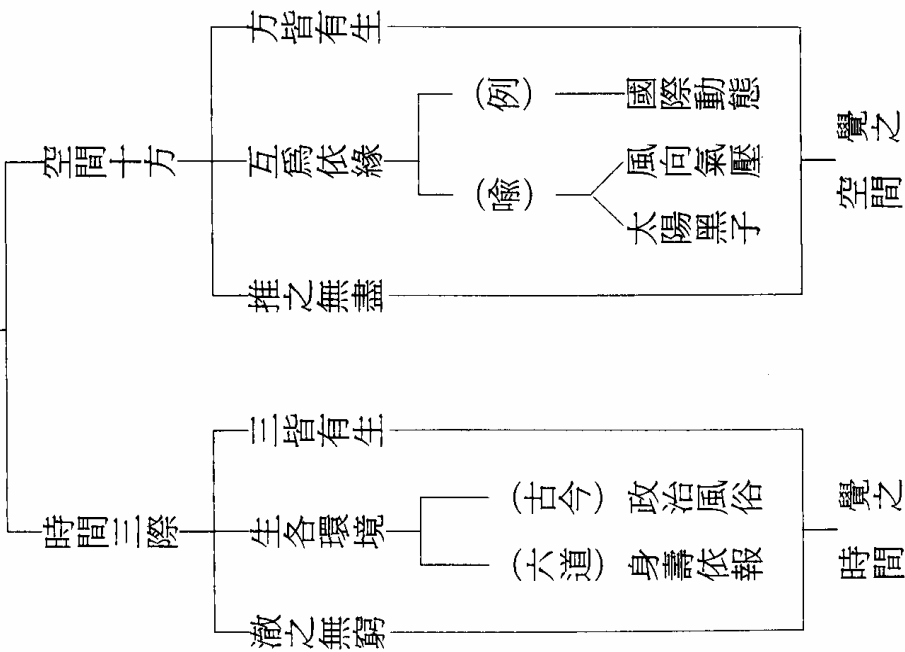 空間十方
方皆有生
互爲依緣
(例)
國際動態
(喩)
風向氣壓
太陽黑子
推之無盡
覺之空間
時間三際
三皆有生
生各環境
(古今) 政治風俗
(六道) 身壽依報
澈之無窮
覺之時間